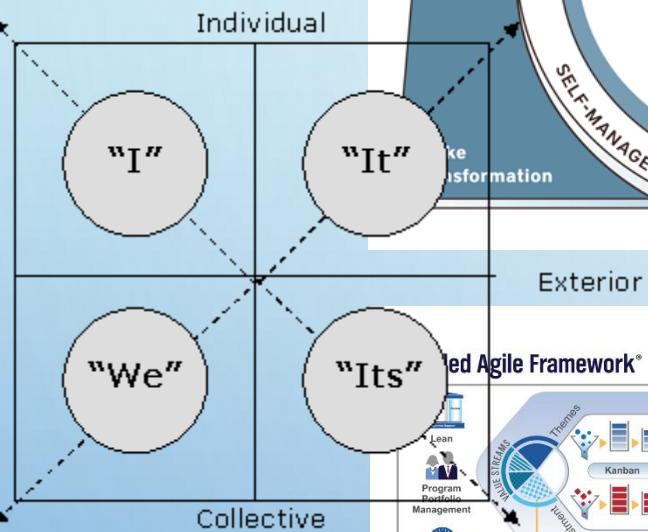 Individual
"I"
"It"
SELF-MANAGE
ke
sformation
Exterior
"We"
"Its"
ed Agile Framework®
Lean
Themes
VALUE STREAMS
Kanban
Program
Portfolio
Management
Collective